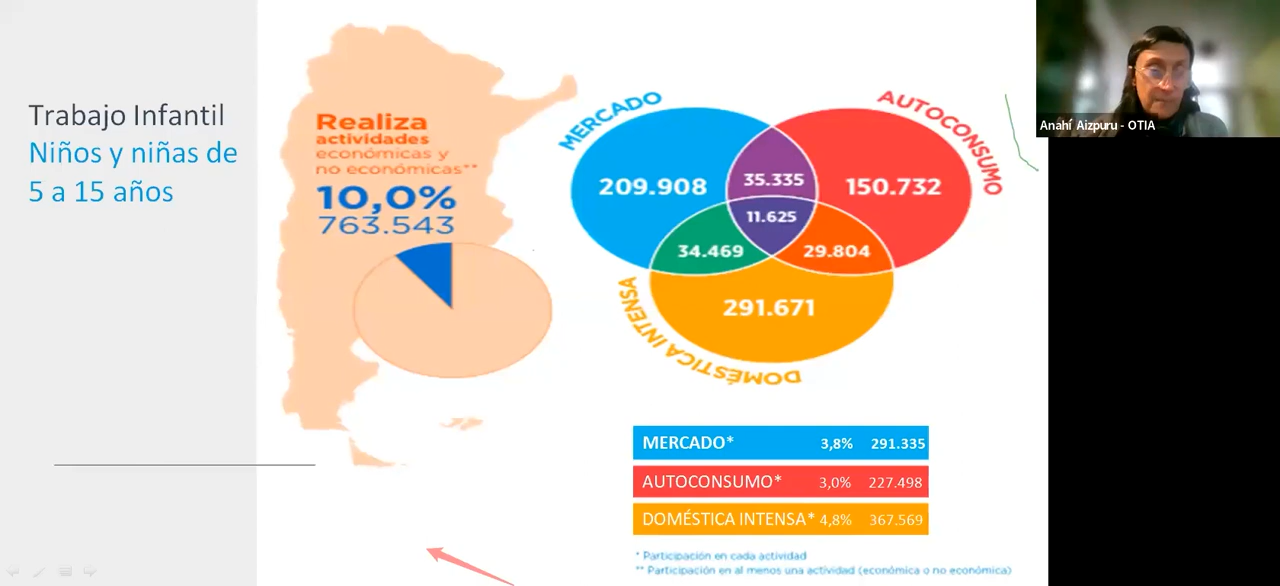 Trabajo Infantil
Niños y niñas de
5 a 15 años
Realiza
actividades
económicas y
no económicas**
10,0%
763.543
MERCADO
AUTOCONSUMO
DOMÉSTICA INTENSA
209.908
35.335
150.732
11.625
34.469
29.804
291.671
MERCADO* 3,8% 291.335
AUTOCONSUMO* 3,0% 227.498
DOMÉSTICA INTENSA* 4,8% 367.569
* Participación en cada actividad
** Participación en al menos una actividad (económica o no económica)
Anahí Aizpuru - OTIA